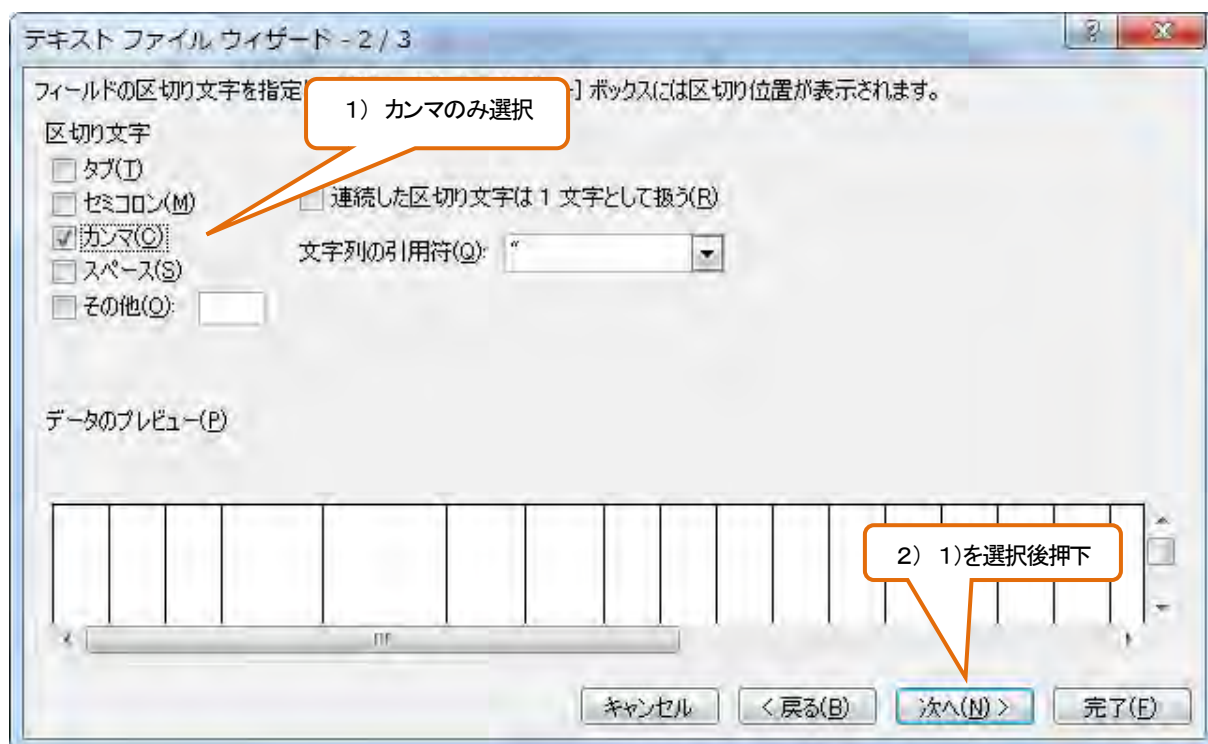 テキスト ファイル ウィザード - 2 / 3
フィールドの区切り文字を指定 ] ボックスには区切り位置が表示されます。
1） カンマのみ選択
区切り文字
タブ(T)
セミコロン(M)
連続した区切り文字は 1 文字として扱う(R)
カンマ(C)
文字列の引用符(Q): "
スペース(S)
その他(O):
データのプレビュー(P)
2） 1)を選択後押下
キャンセル < 戻る(B) 次へ(N) > 完了(F)